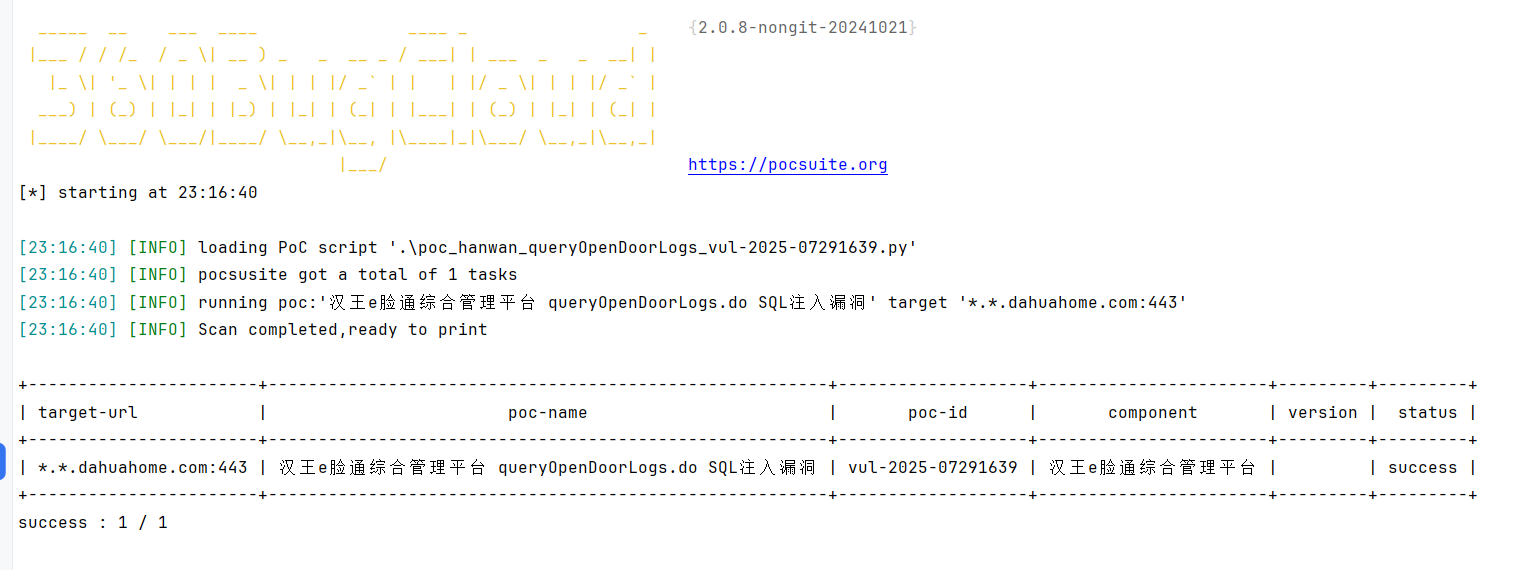 {2.0.8-nongit-20241021}
https://pocsuite.org
[*] starting at 23:16:40
[23:16:40] [INFO] loading PoC script '.\poc_hanwan_queryOpenDoorLogs_vul-2025-07291639.py'
[23:16:40] [INFO] pocsusite got a total of 1 tasks
[23:16:40] [INFO] running poc:'汉王e脸通综合管理平台 queryOpenDoorLogs.do SQL注入漏洞' target '*.*.dahuahome.com:443'
[23:16:40] [INFO] Scan completed,ready to print
+-----------------------+--------------------------------------------------------+-------------------+-----------------------+---------+---------+
| target-url | poc-name | poc-id | component | version | status |
+-----------------------+--------------------------------------------------------+-------------------+-----------------------+---------+---------+
| *.*.dahuahome.com:443 | 汉王e脸通综合管理平台 queryOpenDoorLogs.do SQL注入漏洞 | vul-2025-07291639 | 汉王e脸通综合管理平台 | | success |
+-----------------------+--------------------------------------------------------+-------------------+-----------------------+---------+---------+
success : 1 / 1